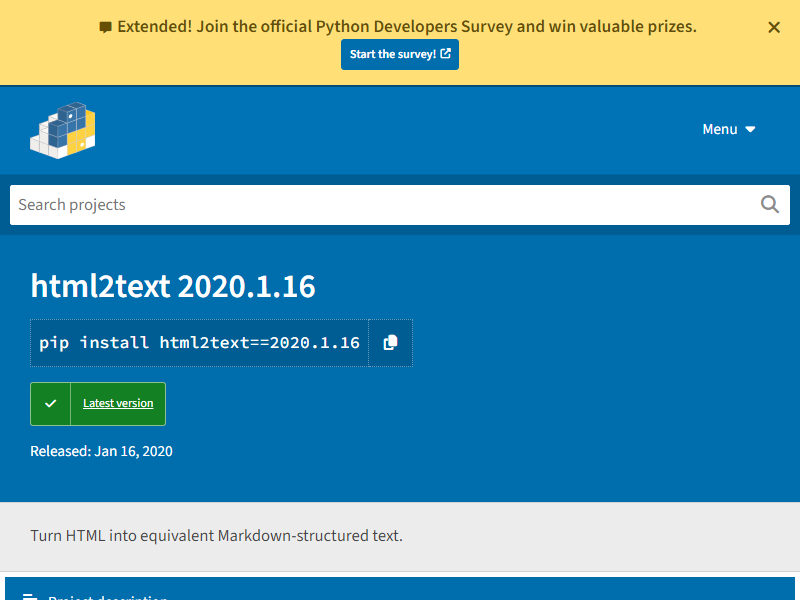 Extended! Join the official Python Developers Survey and win valuable prizes.
Start the survey!
Menu
Search projects
html2text 2020.1.16
pip install html2text==2020.1.16
Latest version
Released: Jan 16, 2020
Turn HTML into equivalent Markdown-structured text.
Project description